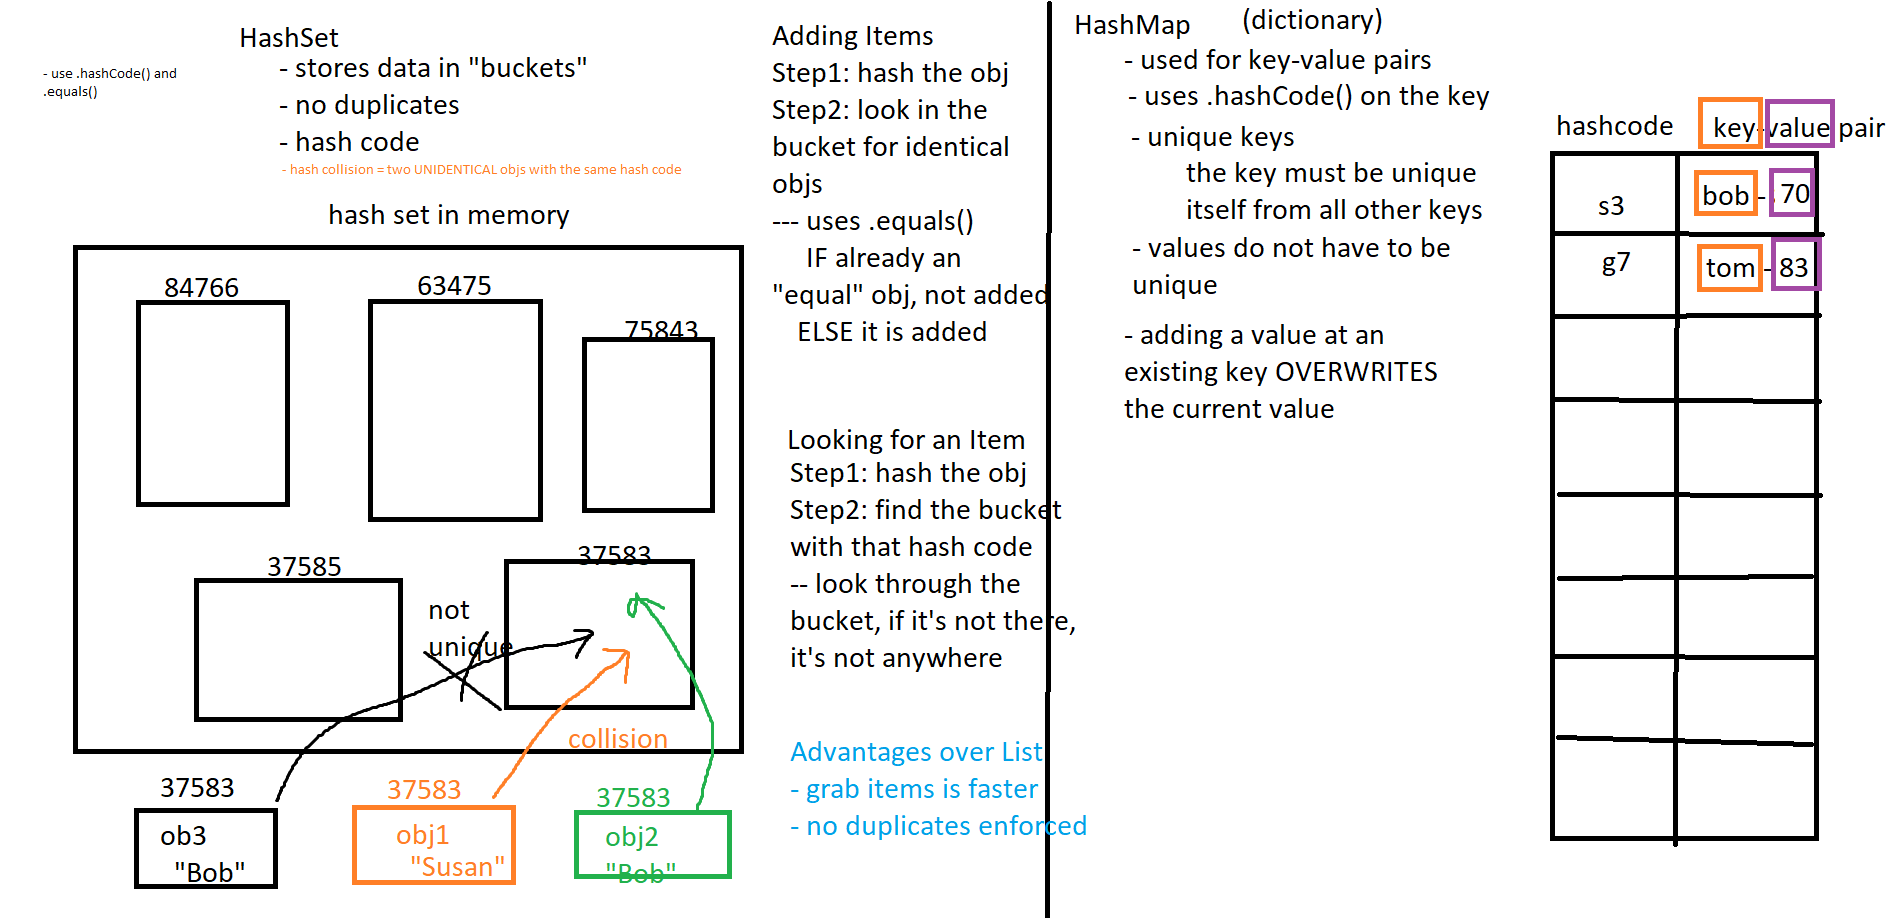 HashSet
- use .hashCode() and
.equals()
- stores data in "buckets"
- no duplicates
- hash code
- hash collision = two UNIDENTICAL objs with the same hash code
hash set in memory
84766
63475
75843
37585
37583
not
unique
collision
37583
ob3
"Bob"
37583
obj1
"Susan"
37583
obj2
"Bob"
Adding Items
Step1: hash the obj
Step2: look in the
bucket for identical
objs
--- uses .equals()
IF already an
"equal" obj, not added
ELSE it is added
Looking for an Item
Step1: hash the obj
Step2: find the bucket
with that hash code
-- look through the
bucket, if it's not there,
it's not anywhere
Advantages over List
- grab items is faster
- no duplicates enforced
HashMap (dictionary)
- used for key-value pairs
- uses .hashCode() on the key
- unique keys
the key must be unique
itself from all other keys
- values do not have to be
unique
- adding a value at an
existing key OVERWRITES
the current value
hashcode key-value pair
s3 bob - 70
g7 tom - 83